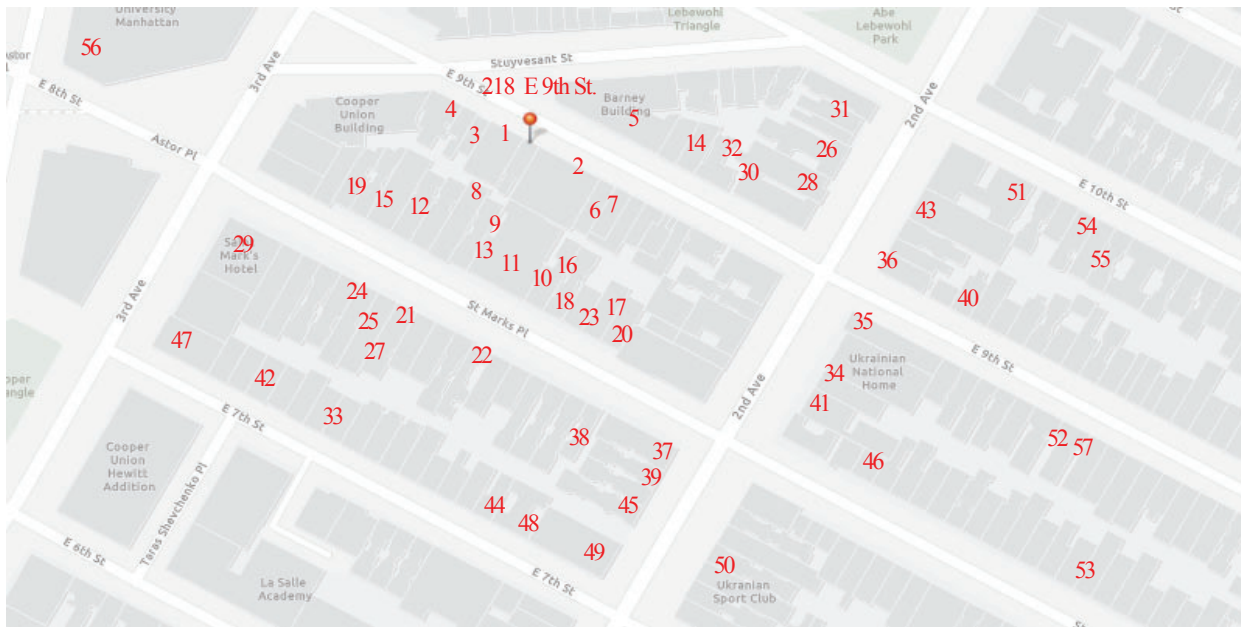 University
Manhattan
56
Astor
Pl
E 8th St
Astor Pl
3rd Ave
Stuyvesant St
E 9th St
218 E 9th St.
Lebewohl
Triangle
Abe
Lebewohl
Park
Cooper
Union
Building
Barney
Building
4
3
1
2
5
14
32
30
31
26
28
2nd Ave
E 10th St
19
15
12
8
9
13
11
10
16
18
23
17
20
6
7
43
51
54
55
36
40
29
Saint
Mark's
Hotel
3rd Ave
24
25
21
27
22
St Marks Pl
47
42
33
E 7th St
35
34
Ukrainian
National
Home
41
46
E 9th St
52
57
53
2nd Ave
38
37
39
45
44
48
49
E 7th St
Cooper
Union
Hewitt
Addition
Taras Shevchenko Pl
E 6th St
La Salle
Academy
50
Ukranian
Sport Club